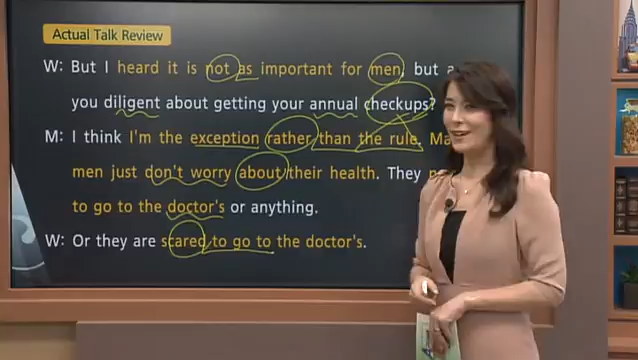 Actual Talk Review
W: But I heard it is not as important for men, but a
you diligent about getting your annual checkups?
M: I think I'm the exception rather than the rule. Ma
men just don't worry about their health. They
to go to the doctor's or anything.
W: Or they are scared to go to the doctor's.